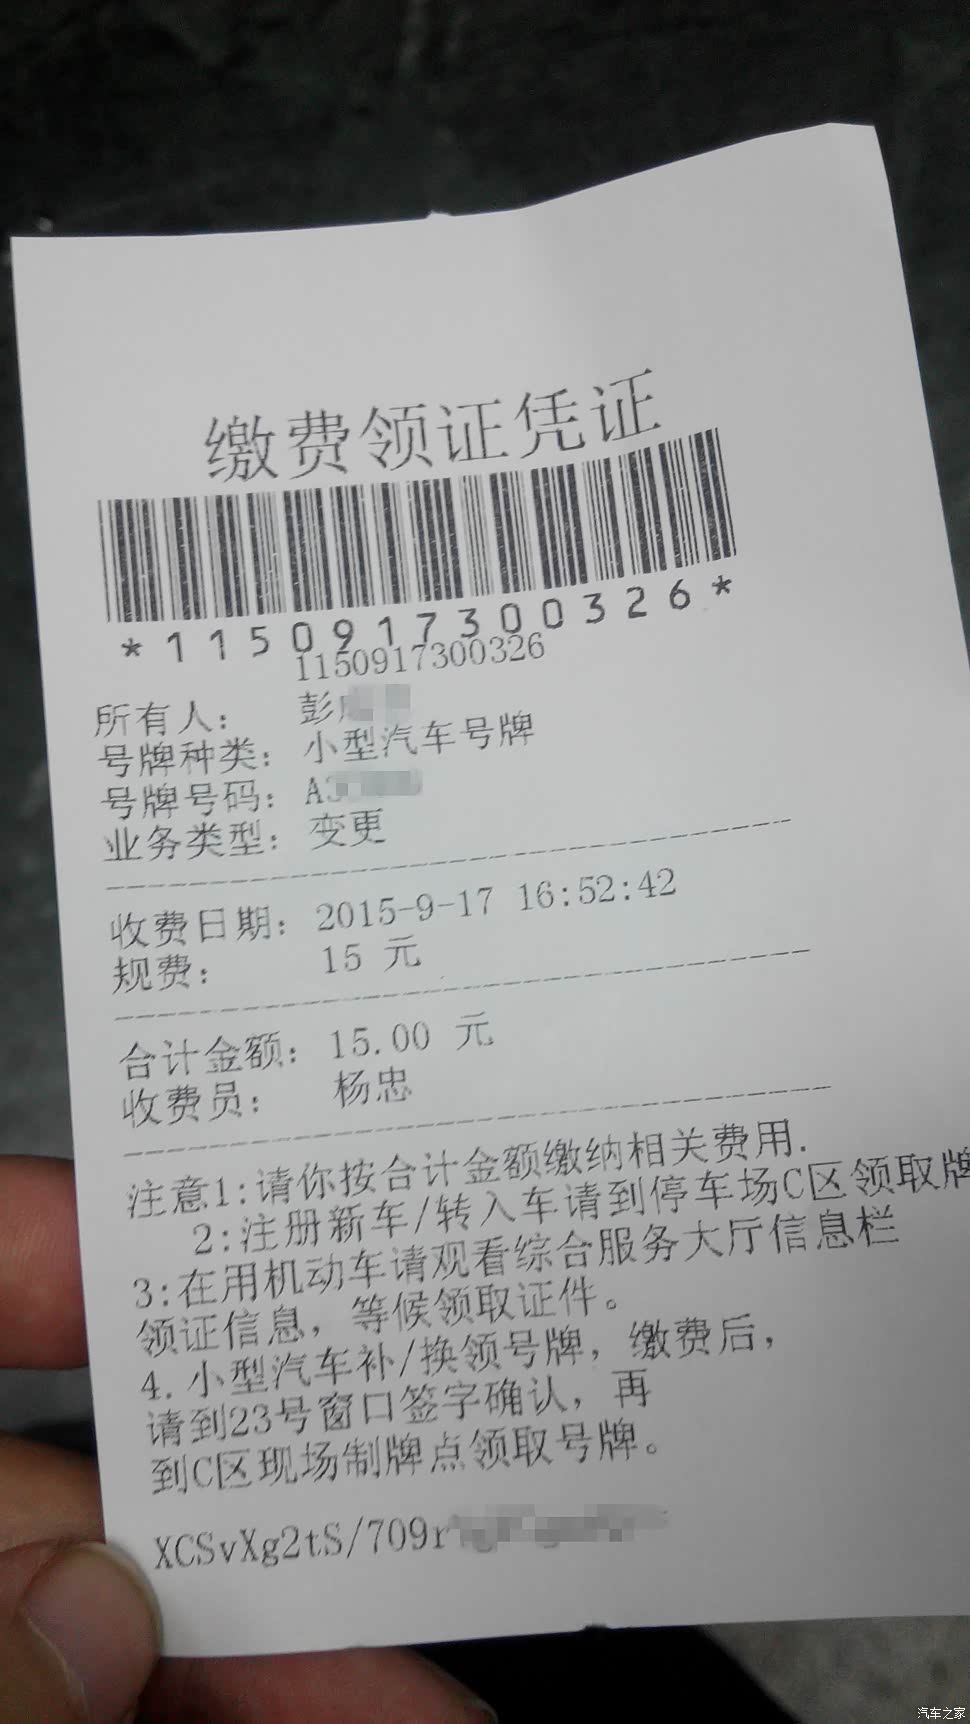 缴费领证凭证
*1150917300326*
1150917300326
所有人: 彭
号牌种类: 小型汽车号牌
号牌号码: A3
业务类型: 变更
收费日期: 2015-9-17 16:52:42
规费: 15 元
合计金额: 15.00 元
收费员: 杨忠
注意1:请你按合计金额缴纳相关费用.
2:注册新车/转入车请到停车场C区领取牌
3:在用机动车请观看综合服务大厅信息栏
领证信息，等候领取证件。
4.小型汽车补/换领号牌，缴费后，
请到23号窗口签字确认，再
到C区现场制牌点领取号牌。
XCSvXg2tS/709r
汽车之家